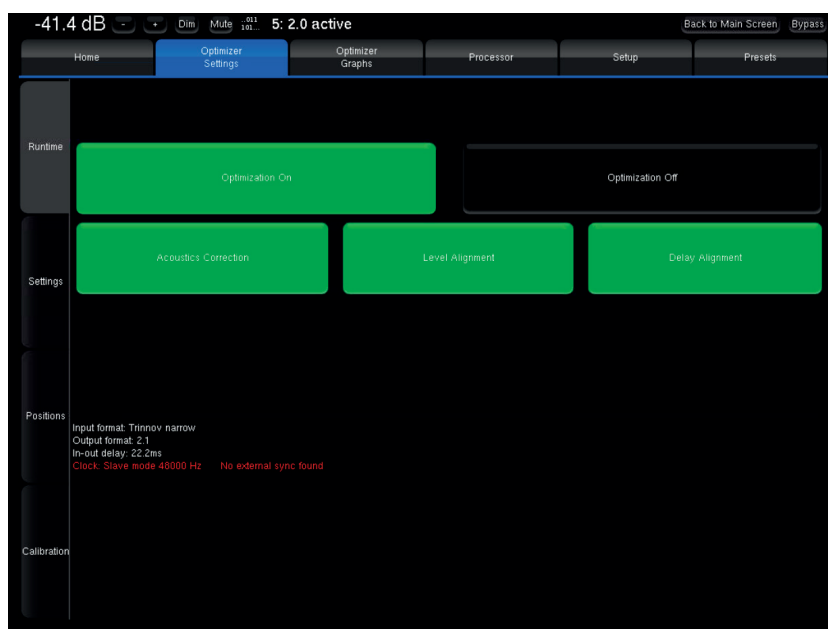 -41.4 dB - + Dim Mute ..011 101... 5: 2.0 active Back to Main Screen Bypass
Home Optimizer Settings Optimizer Graphs Processor Setup Presets
Runtime
Optimization On Optimization Off
Acoustics Correction Level Alignment Delay Alignment
Settings
Positions
Input format: Trinnov narrow
Output format: 2.1
In-out delay: 22.2ms
Clock: Slave mode 48000 Hz No external sync found
Calibration